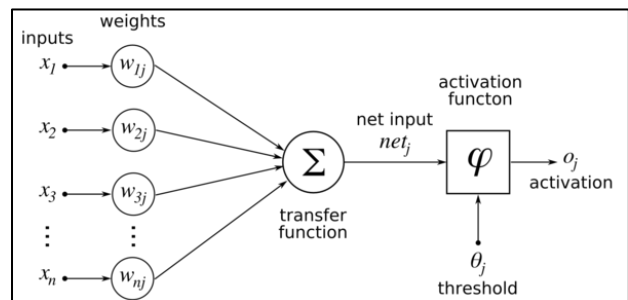 weights
inputs
x1 w1j
x2 w2j
x3 w3j
⋮ ⋮
xn wnj
Σ
transfer
function
net input
netj
activation
functon
φ
oj
activation
θj
threshold